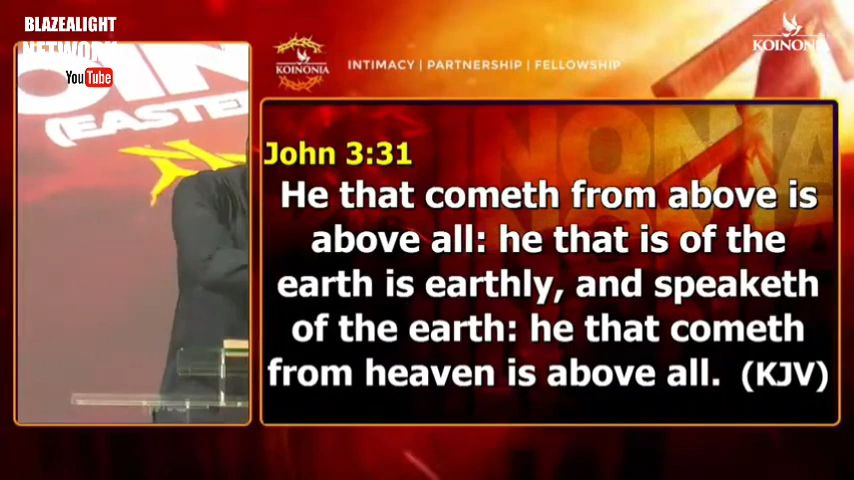 BLAZEALIGHT
NETWORK
YouTube
(EASTE
KOINONIA
INTIMACY | PARTNERSHIP | FELLOWSHIP
KOINONIA
John 3:31
He that cometh from above is
above all: he that is of the
earth is earthly, and speaketh
of the earth: he that cometh
from heaven is above all. (KJV)